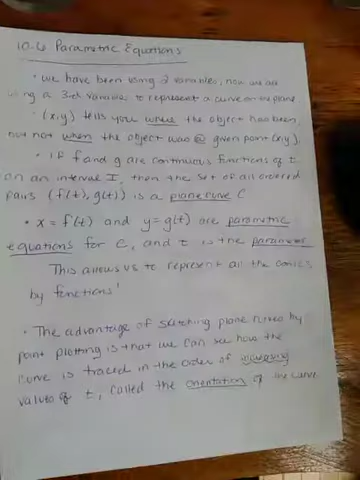 10-6 Parametric Equations
• we have been using 2 variables, now we are
using a 3rd variable to represent a curve on the plane
• (x,y) tells you where the object has been,
but not when the object was @ given point (x,y).
• If f and g are continuous functions of t
on an interval I, then the set of all ordered
pairs (f(t), g(t)) is a plane curve C
• x = f(t) and y = g(t) are parametric
equations for C, and t is the parameter
This allows us to represent all the conics
by functions!
• The advantage of sketching plane curves by
point plotting is that we can see how the
curve is traced in the order of increasing
values of t, called the orientation of the curve